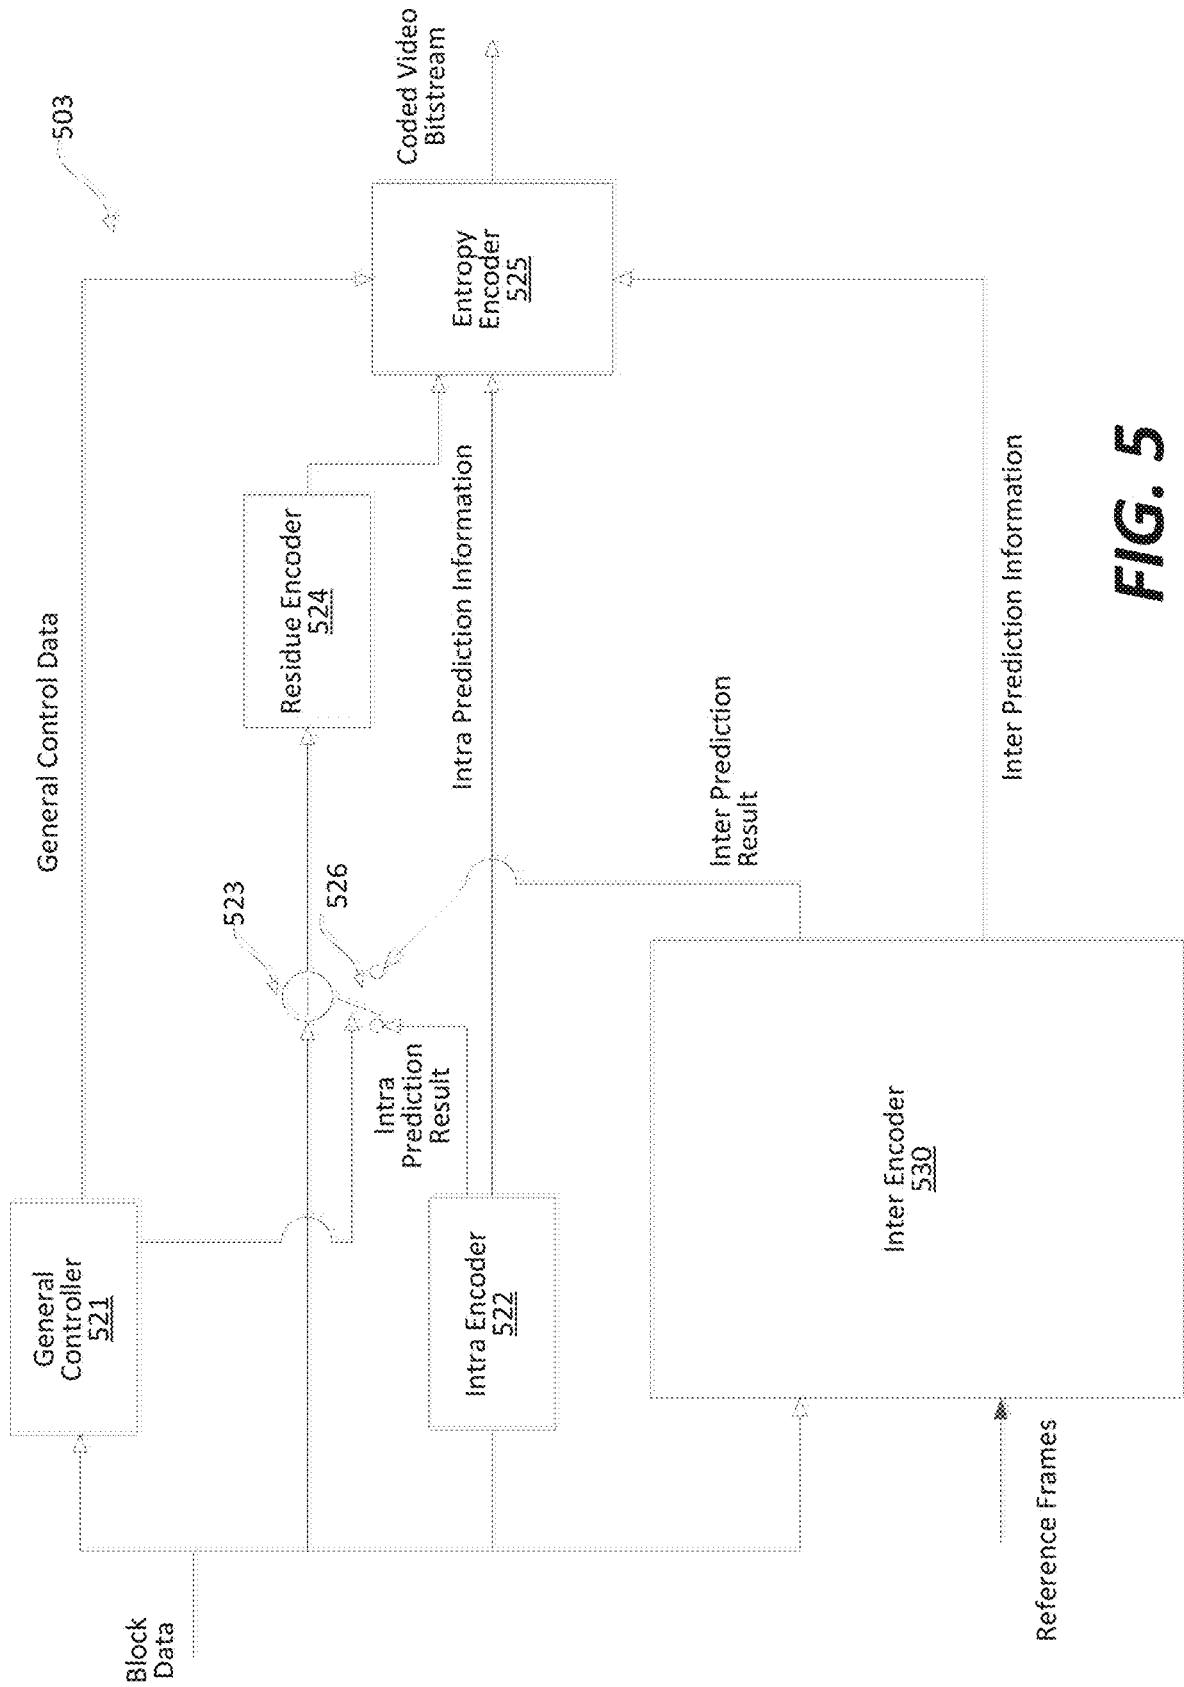 503
General Control Data
Coded Video
Bitstream
General
Controller
521
523
526
Residue Encoder
524
Entropy
Encoder
525
Block
Data
Intra
Prediction
Result
Intra Prediction Information
Intra Encoder
522
Inter Prediction
Result
Inter Encoder
530
Inter Prediction Information
Reference Frames
FIG. 5